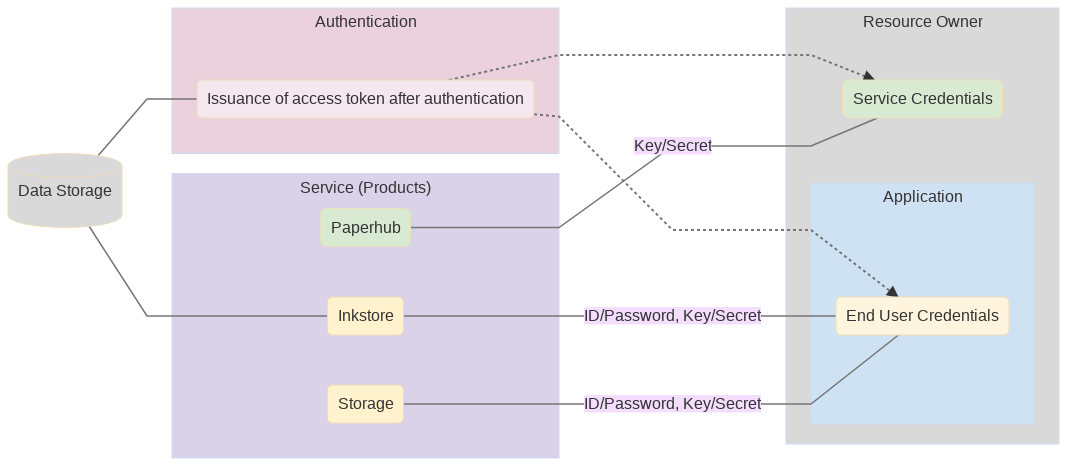 Authentication
Resource Owner
Issuance of access token after authentication
Service Credentials
Key/Secret
Data Storage
Service (Products)
Application
Paperhub
Inkstore
ID/Password, Key/Secret
End User Credentials
Storage
ID/Password, Key/Secret